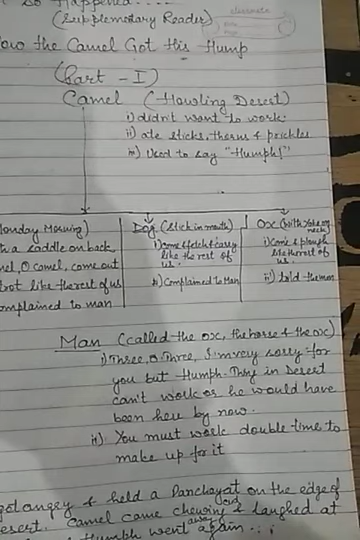 So Happened....
(Supplementary Reader)
How the Camel Got His Hump
(Part - I)
Camel (Howling Desert)
i) didn't want to work.
ii) ate sticks, thorns & prickles
iii) Used to say "Humph!"
Monday Morning)
a saddle on back
O camel, come out
trot like the rest of us
complained to man
Dog (Stick in mouth)
i) come & fetch & carry
like the rest of
us.
ii) Complained to Man
OX (with yoke on
neck)
i) Come & plough
like the rest of
us.
ii) told the man
Man (called the ox, the horse & the ox)
i) Three, O Three, I'm very sorry for
you but Humph-Thing in Desert
can't work or he would have
been here by now.
ii) You must work double time to
make up for it
got angry & held a Panchayat on the edge of
desert. Camel came chewing cud & laughed at
Humph went away again...